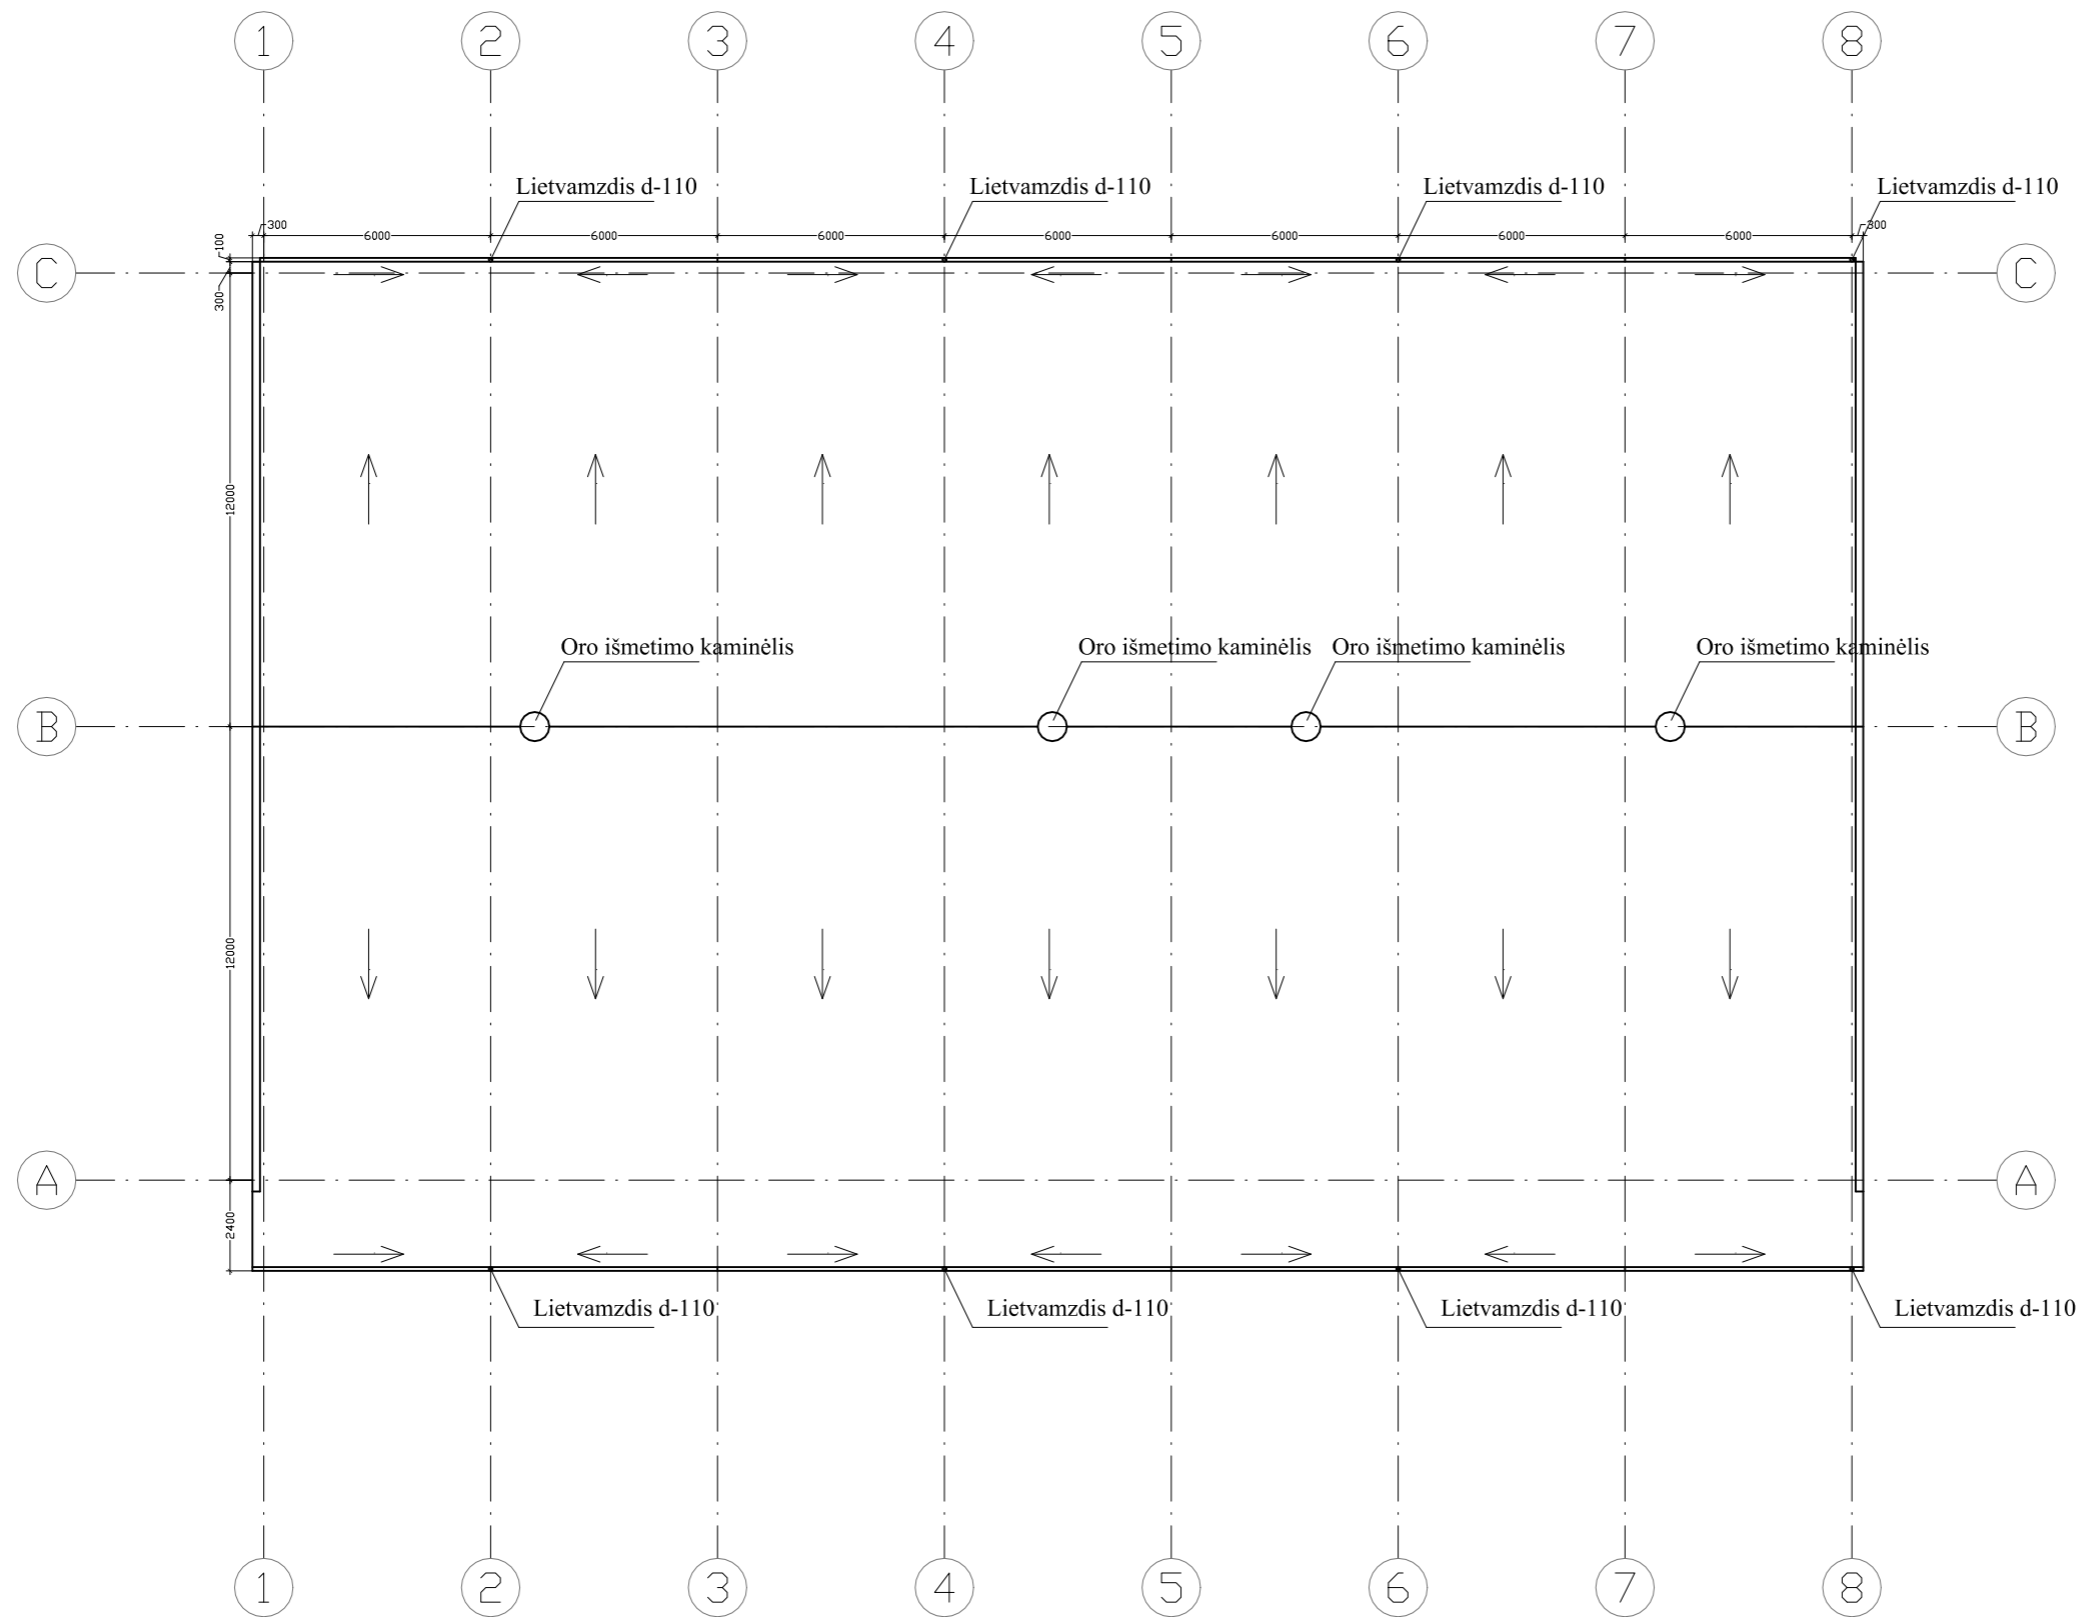 1 2 3 4 5 6 7 8
Lietvamzdis d-110 Lietvamzdis d-110 Lietvamzdis d-110 Lietvamzdis d-110
300 6000 6000 6000 6000 6000 6000 6000 300
100
C C
300
12000
Oro išmetimo kaminėlis Oro išmetimo kaminėlis Oro išmetimo kaminėlis Oro išmetimo kaminėlis
B B
12000
A A
2400
Lietvamzdis d-110 Lietvamzdis d-110 Lietvamzdis d-110 Lietvamzdis d-110
1 2 3 4 5 6 7 8